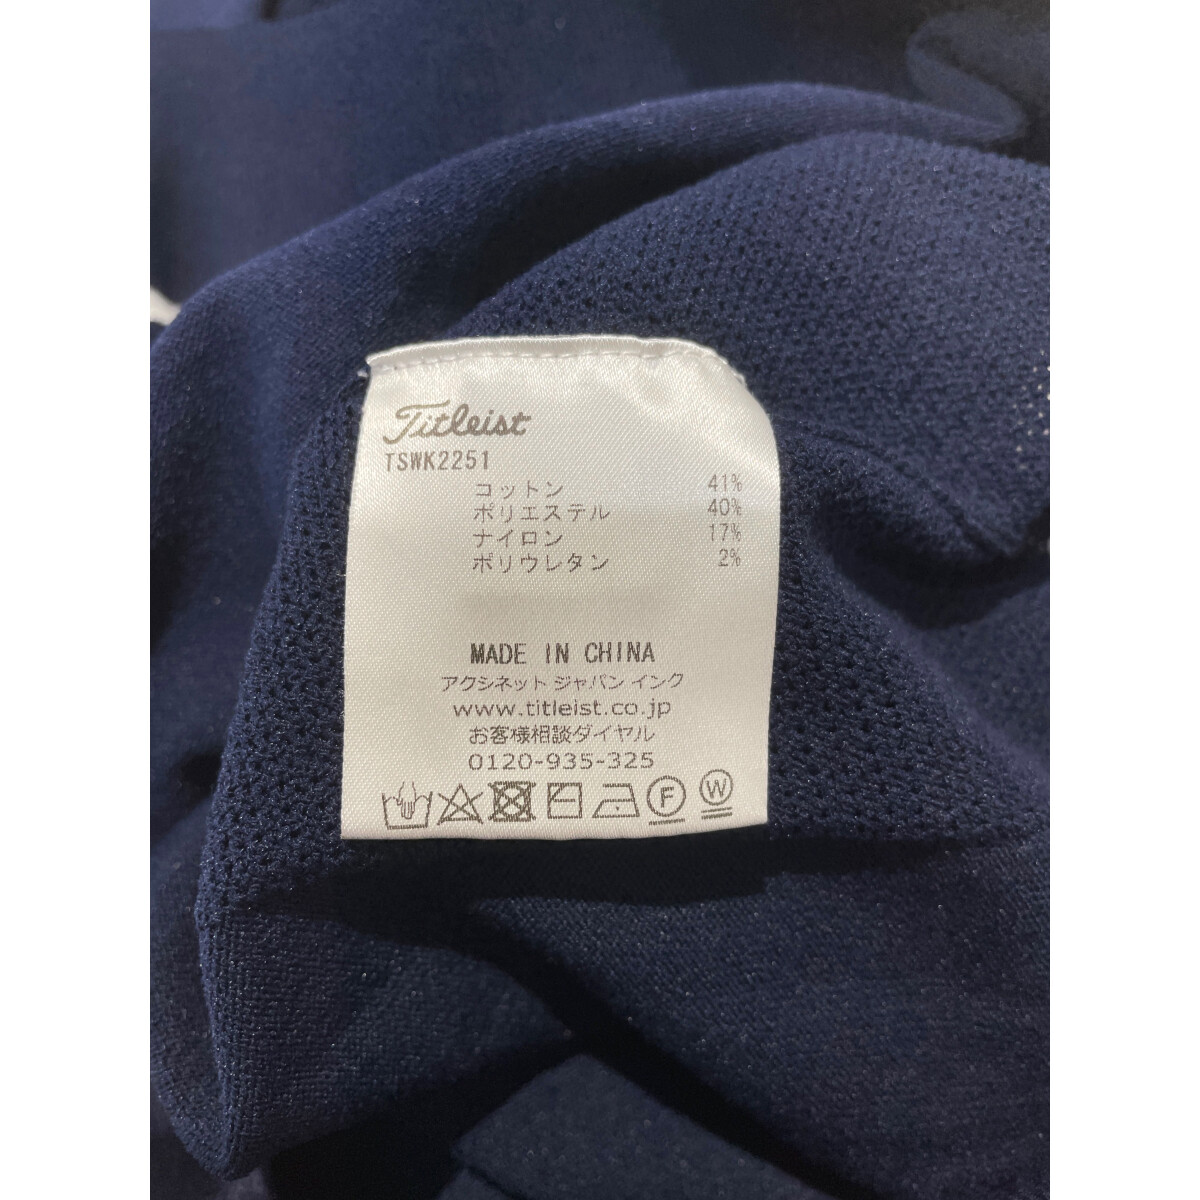 Titleist
TSWK2251
コットン 41%
ポリエステル 40%
ナイロン 17%
ポリウレタン 2%
MADE IN CHINA
アクシネット ジャパン インク
www.titleist.co.jp
お客様相談ダイヤル
0120-935-325
F W